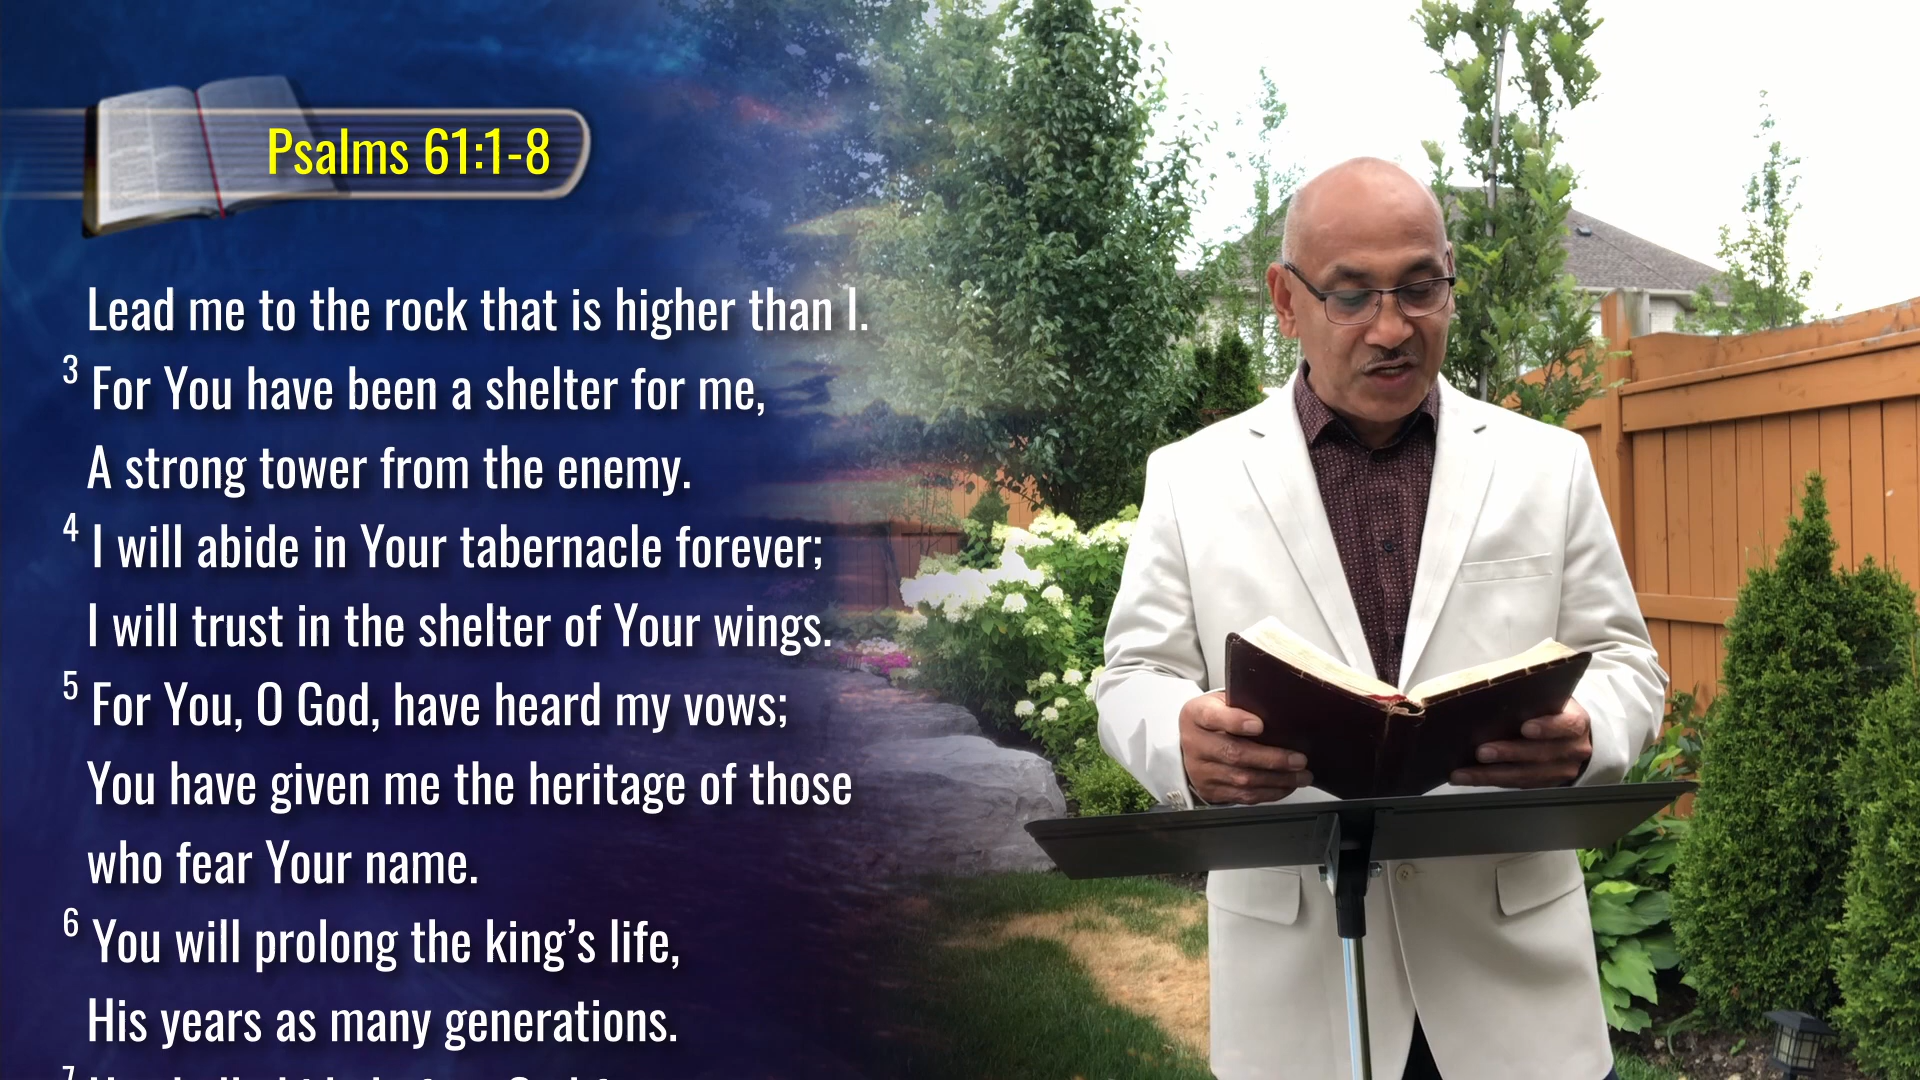 Psalms 61:1-8
Lead me to the rock that is higher than I.
3 For You have been a shelter for me,
A strong tower from the enemy.
4 I will abide in Your tabernacle forever;
I will trust in the shelter of Your wings.
5 For You, O God, have heard my vows;
You have given me the heritage of those
who fear Your name.
6 You will prolong the king’s life,
His years as many generations.
7